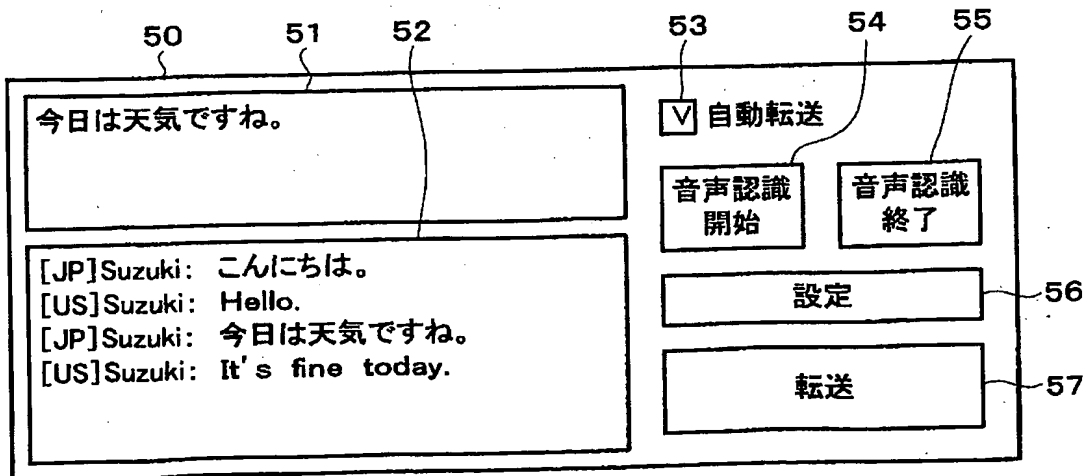 50 51 52 53 54 55
今日は天気ですね。
V 自動転送
音声認識
開始
音声認識
終了
[JP]Suzuki: こんにちは。
[US]Suzuki: Hello.
[JP]Suzuki: 今日は天気ですね。
[US]Suzuki: It's fine today.
設定
56
転送
57